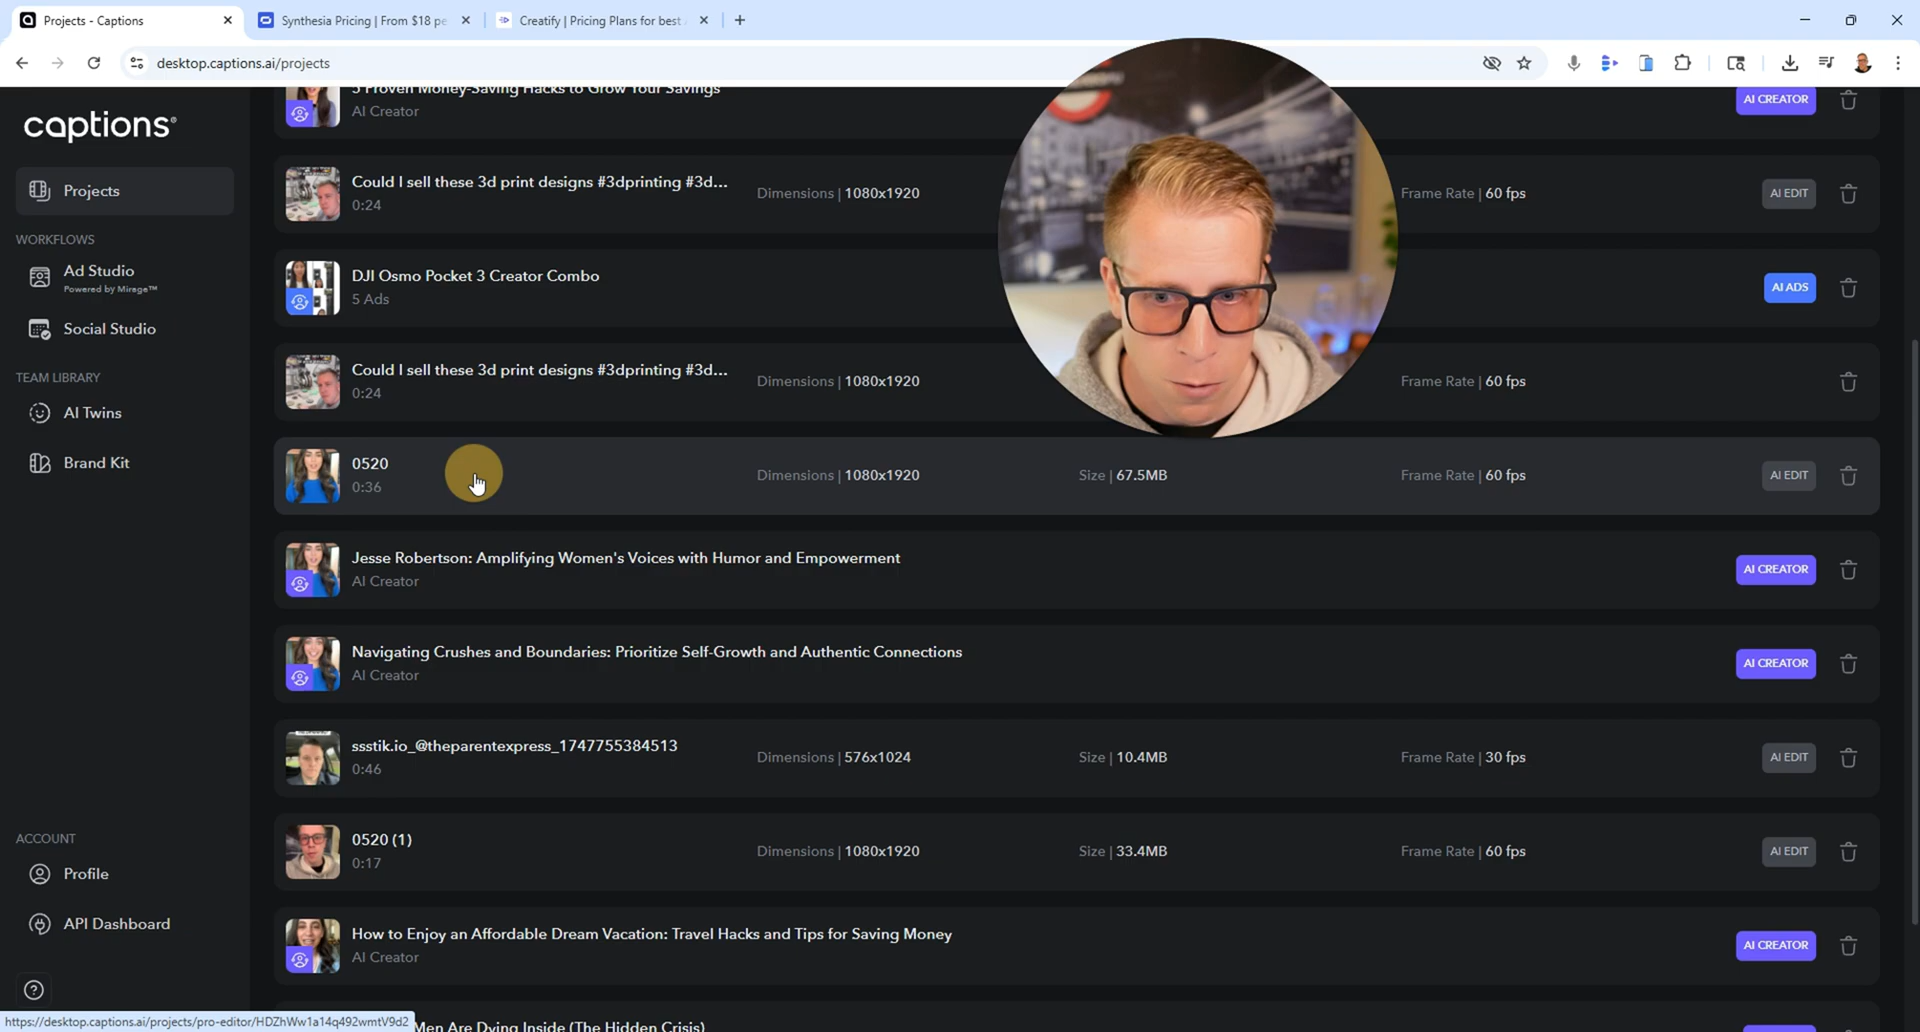 Projects - Captions
Synthesia Pricing | From $18 pe
Creatify | Pricing Plans for best
desktop.captions.ai/projects
captions®
Projects
WORKFLOWS
Ad Studio
Powered by Mirage™
Social Studio
TEAM LIBRARY
AI Twins
Brand Kit
ACCOUNT
Profile
API Dashboard
5 Proven Money-Saving Hacks to Grow Your Savings
AI Creator
AI CREATOR
Could I sell these 3d print designs #3dprinting #3d...
0:24
Dimensions | 1080x1920
Frame Rate | 60 fps
AI EDIT
DJI Osmo Pocket 3 Creator Combo
5 Ads
AI ADS
Could I sell these 3d print designs #3dprinting #3d...
0:24
Dimensions | 1080x1920
Frame Rate | 60 fps
0520
0:36
Dimensions | 1080x1920
Size | 67.5MB
Frame Rate | 60 fps
AI EDIT
Jesse Robertson: Amplifying Women's Voices with Humor and Empowerment
AI Creator
AI CREATOR
Navigating Crushes and Boundaries: Prioritize Self-Growth and Authentic Connections
AI Creator
AI CREATOR
ssstik.io_@theparentexpress_1747755384513
0:46
Dimensions | 576x1024
Size | 10.4MB
Frame Rate | 30 fps
AI EDIT
0520 (1)
0:17
Dimensions | 1080x1920
Size | 33.4MB
Frame Rate | 60 fps
AI EDIT
How to Enjoy an Affordable Dream Vacation: Travel Hacks and Tips for Saving Money
AI Creator
AI CREATOR
Men Are Dying Inside (The Hidden Crisis)
https://desktop.captions.ai/projects/pro-editor/HDZhWw1a14q492wmtV9d2